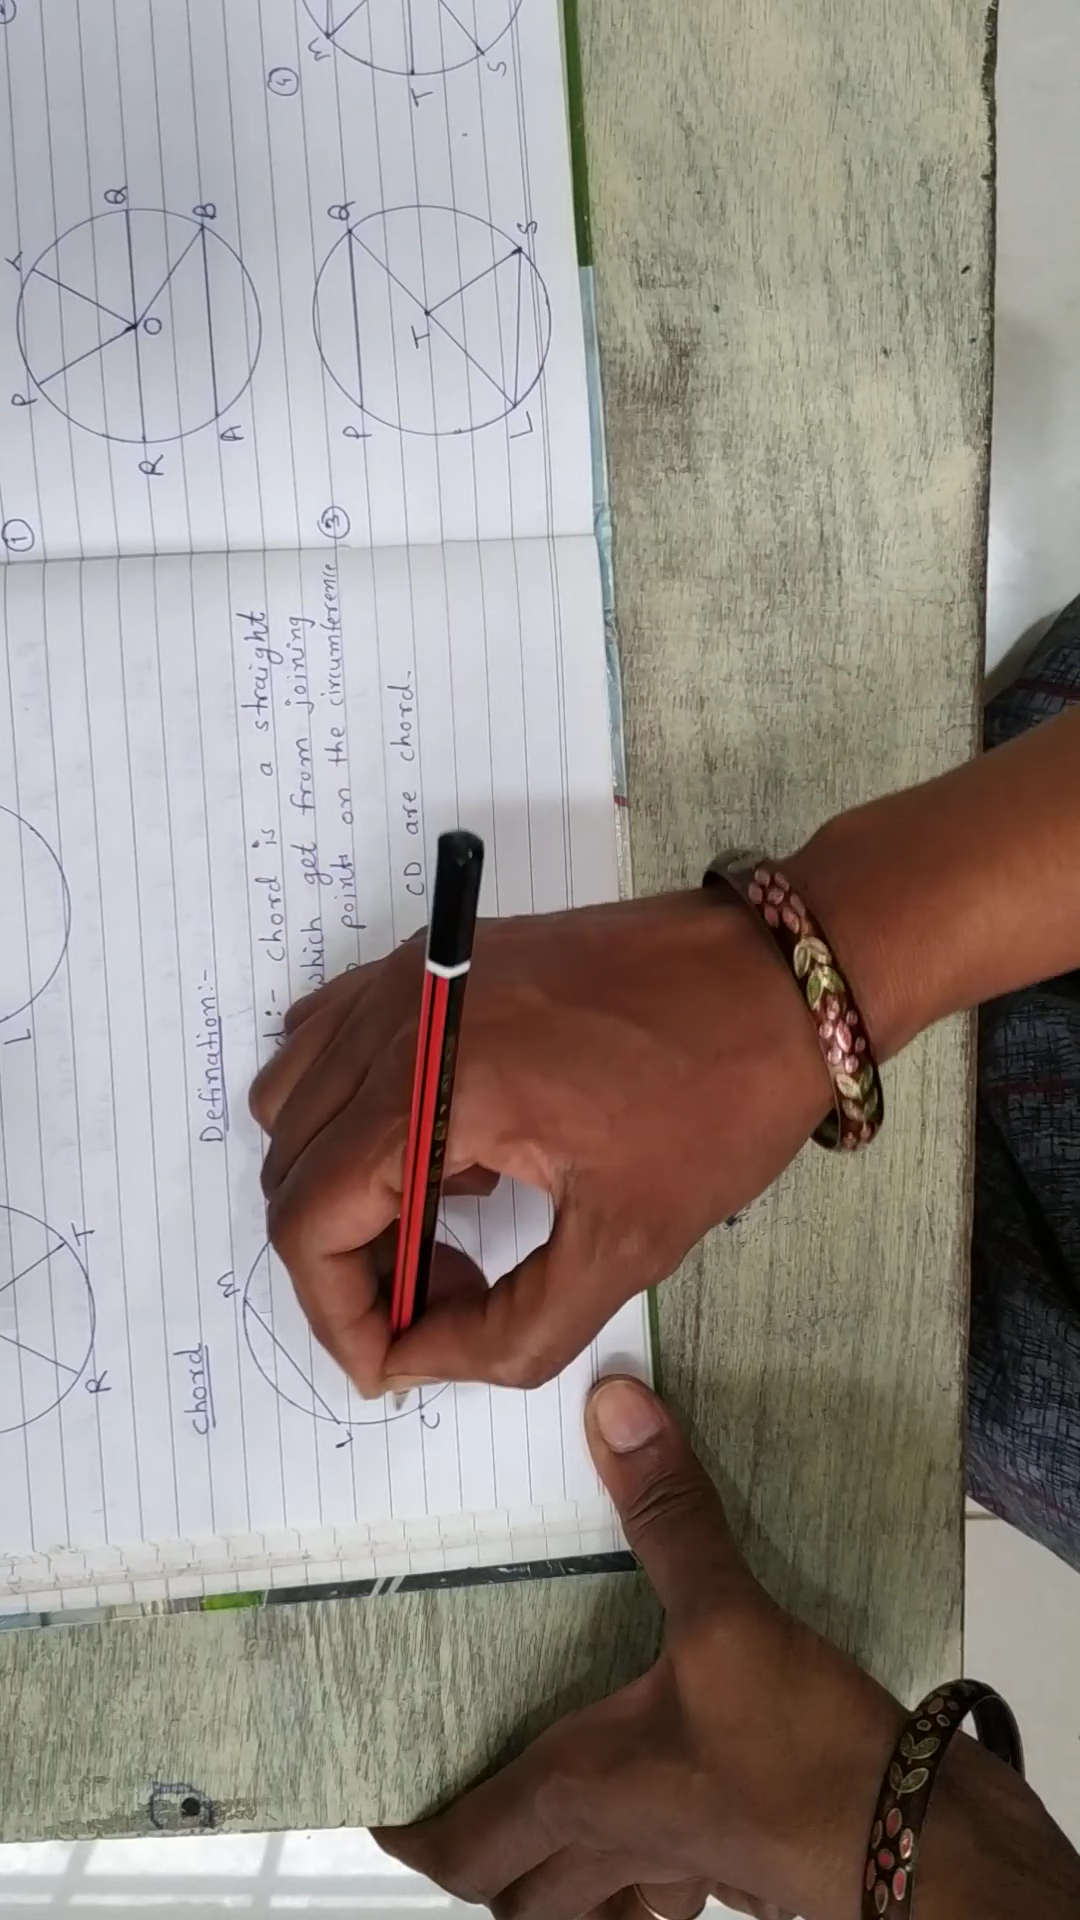 L
R
T
Chord
Defination:-
M
L
C
chord is a straight
which get from joining
points on the circumference
CD are chord.
①
P
O
Q
R
A
B
③
P
Q
T
L
S
④
M
T
S